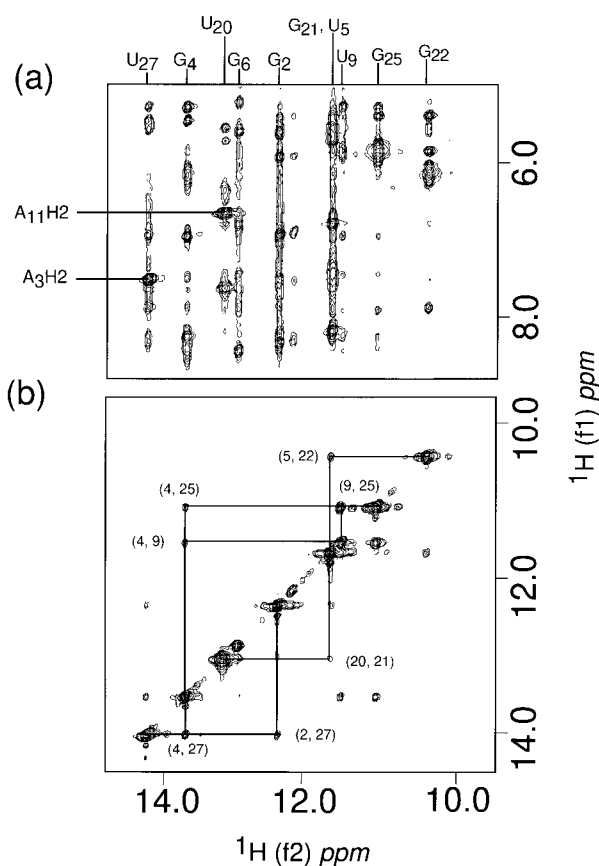 U20
G21, U5
U27 G4 G6 G2 U9 G25 G22
(a)
6.0
A11H2
A3H2
8.0
(b)
10.0
¹H (f1) ppm
(5, 22)
(4, 25) (9, 25)
(4, 9)
12.0
(20, 21)
(4, 27) (2, 27)
14.0
14.0 12.0 10.0
¹H (f2) ppm